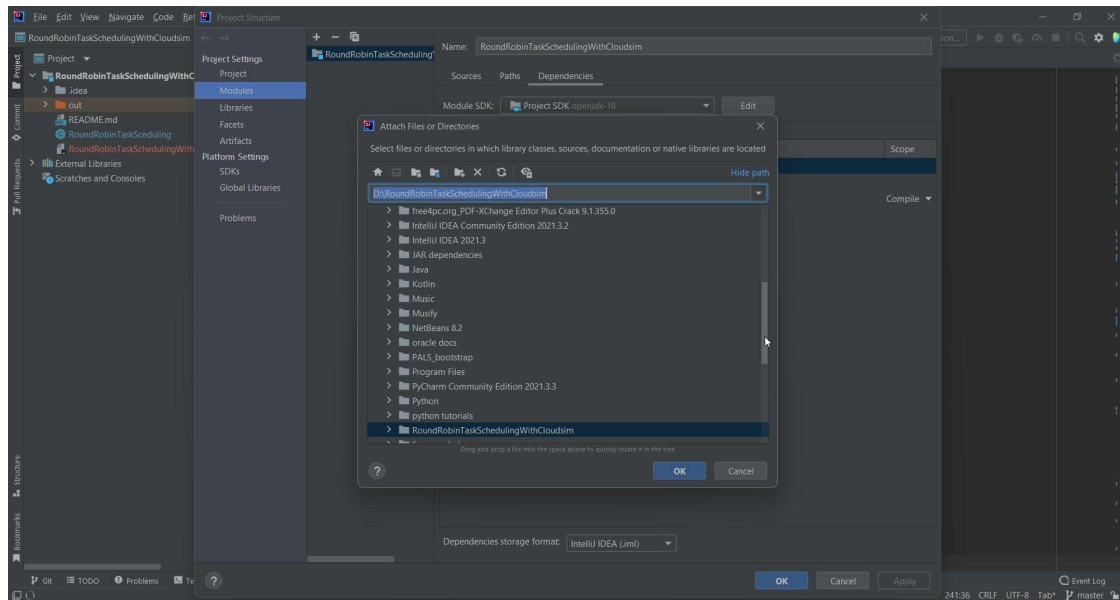 File Edit View Navigate Code Ref Project Structure
RoundRobinTaskSchedulingWithCloudsim
Project
RoundRobinTaskSchedulingWithC
.idea
out
README.md
RoundRobinTaskSceduling
RoundRobinTaskSchedulingWith
External Libraries
Scratches and Consoles
Project
Commit
Pull Requests
Structure
Bookmarks
Project Settings
Project
Modules
Libraries
Facets
Artifacts
Platform Settings
SDKs
Global Libraries
Problems
RoundRobinTaskScheduling
Name: RoundRobinTaskSchedulingWithCloudsim
Sources Paths Dependencies
Module SDK: Project SDK openjdk-18 Edit
Scope
Compile
Attach Files or Directories
Select files or directories in which library classes, sources, documentation or native libraries are located
Hide path
D:\RoundRobinTaskSchedulingWithCloudsim
free4pc.org_PDF-XChange Editor Plus Crack 9.1.355.0
IntelliJ IDEA Community Edition 2021.3.2
IntelliJ IDEA 2021.3
JAR dependencies
Java
Kotlin
Music
Musify
NetBeans 8.2
oracle docs
PALS_bootstrap
Program Files
PyCharm Community Edition 2021.3.3
Python
python tutorials
RoundRobinTaskSchedulingWithCloudsim
Drag and drop a file into the space above to quickly locate it in the tree
? OK Cancel
Dependencies storage format: IntelliJ IDEA (.iml)
? OK Cancel Apply
Git TODO Problems Te
Event Log
241:36 CRLF UTF-8 Tab* master